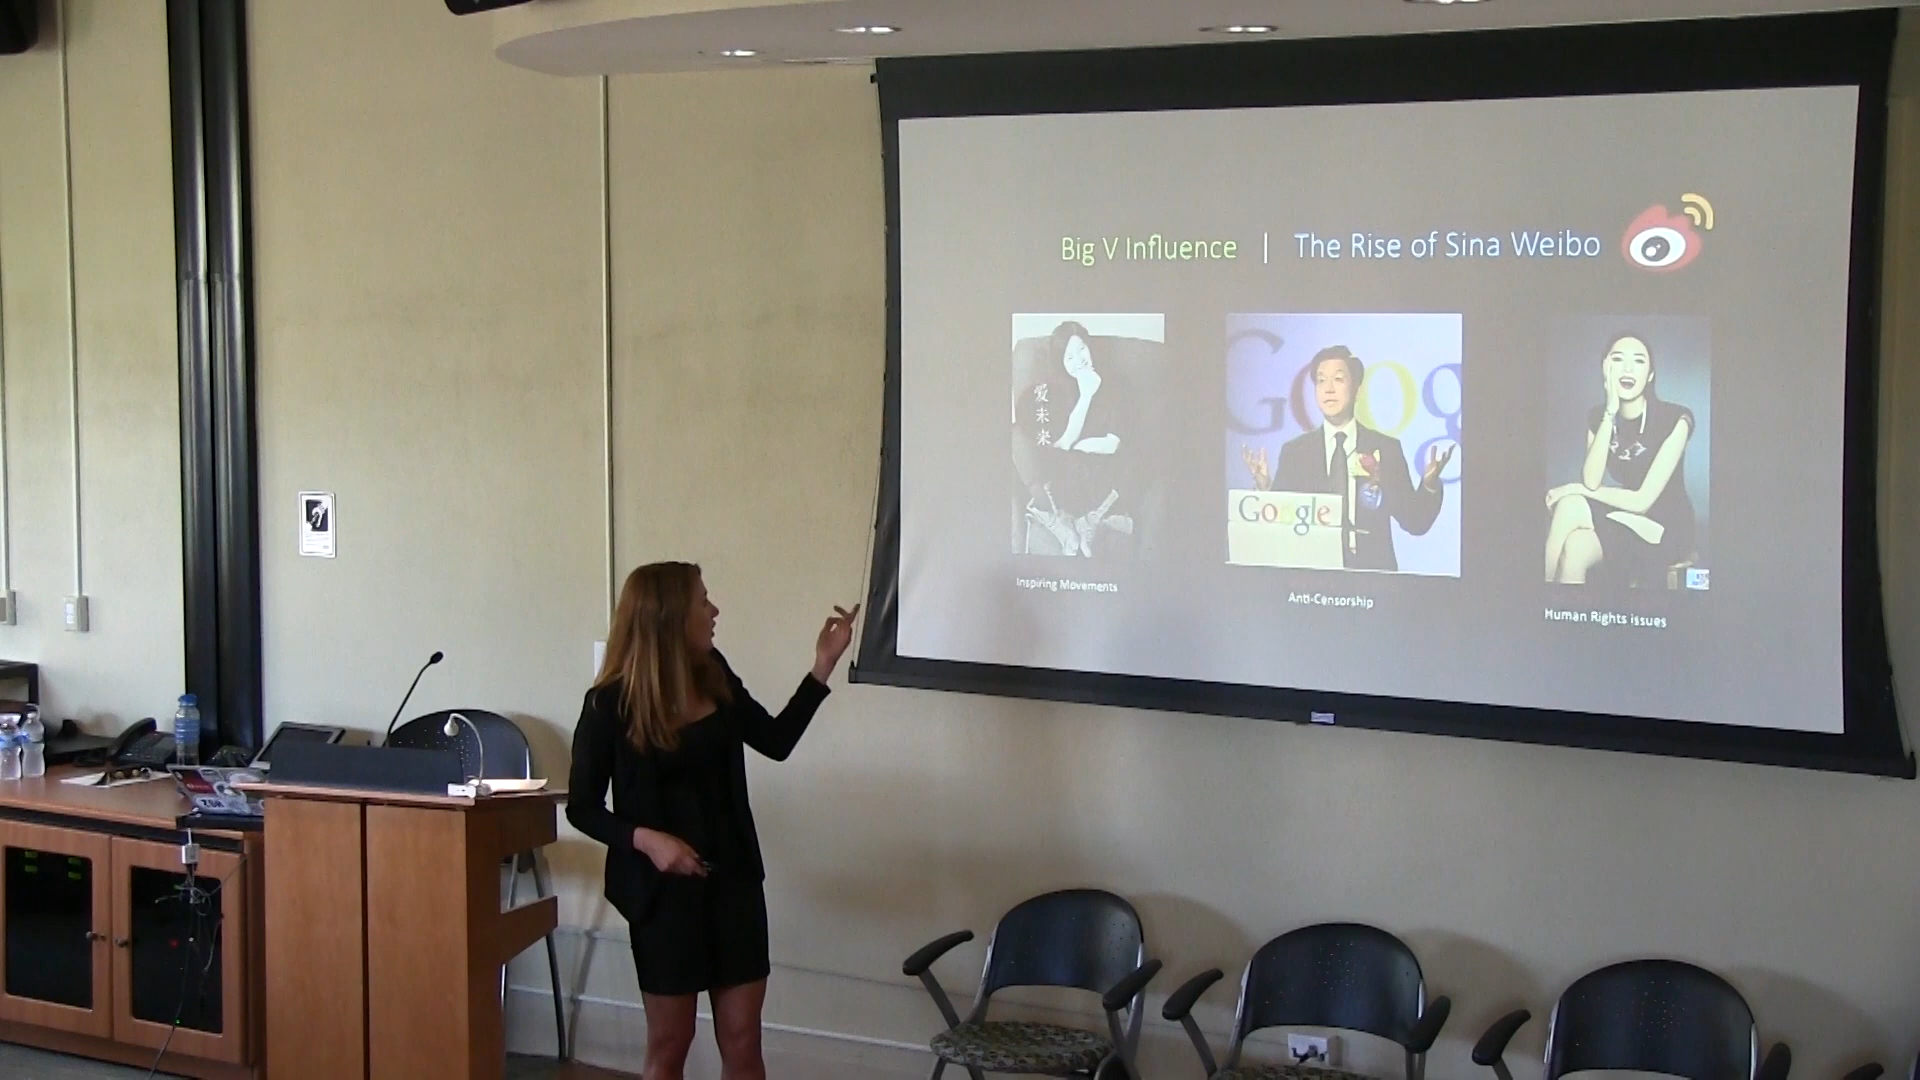 Big V Influence | The Rise of Sina Weibo
爱
未
来
Google
Google
Inspiring Movements
Anti-Censorship
Human Rights issues